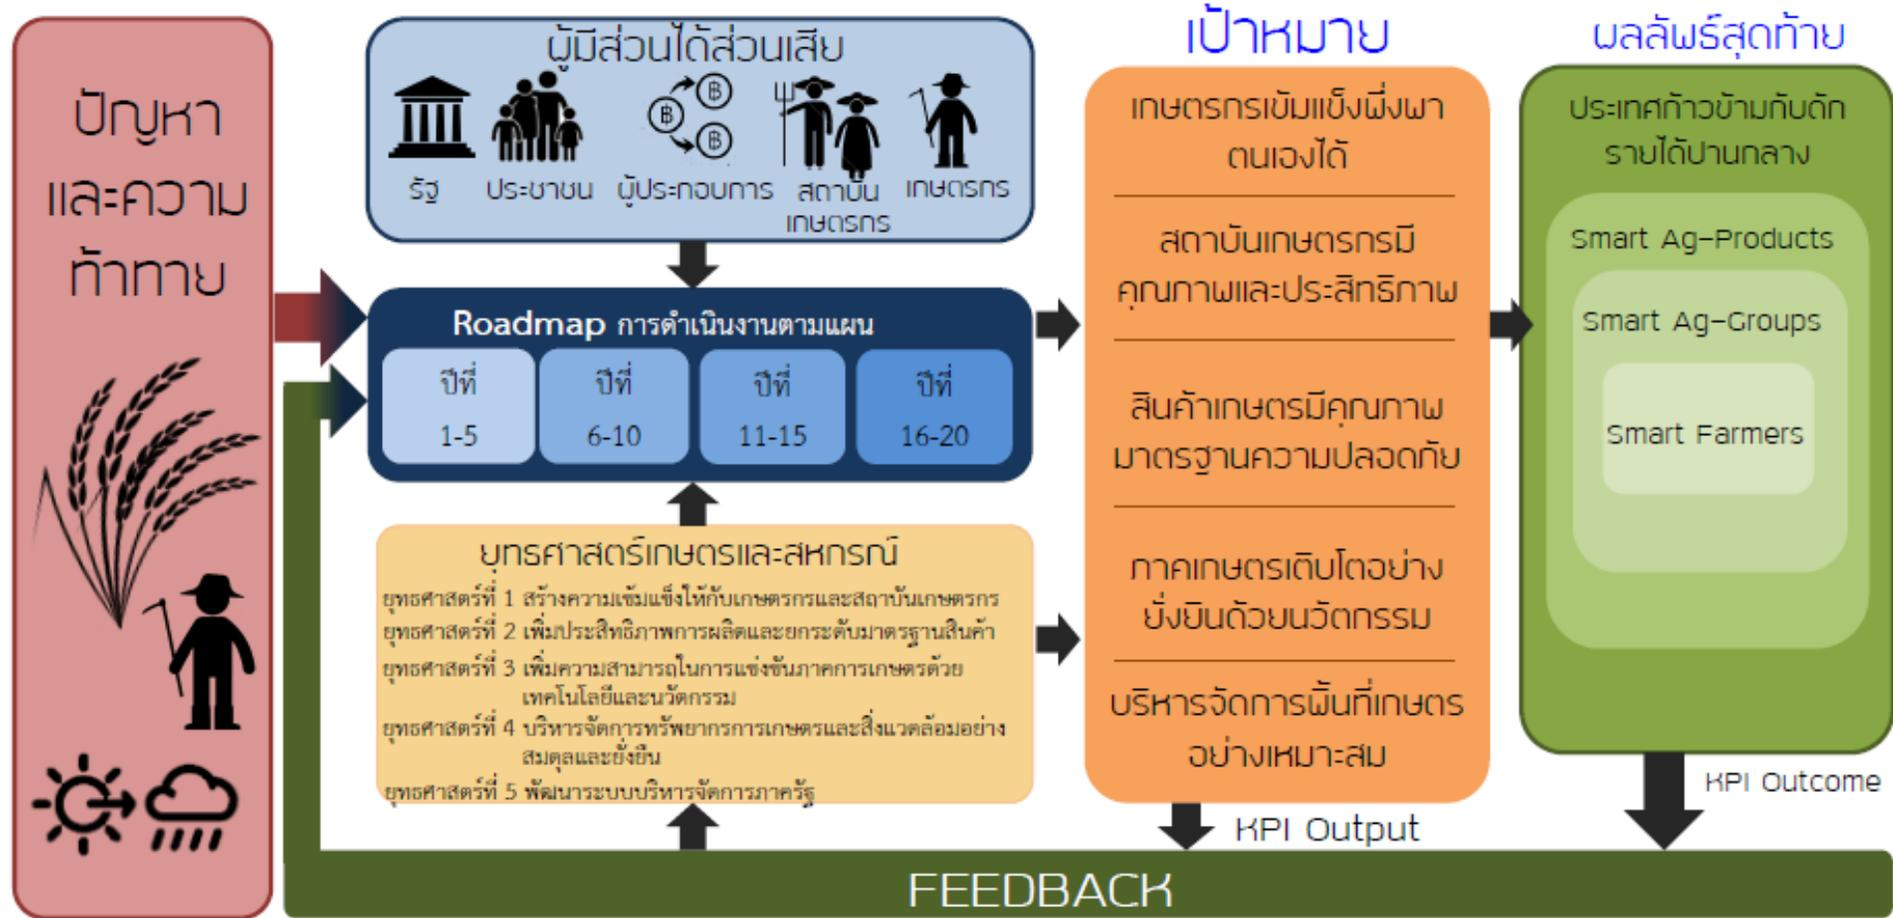 ปัญหา
และความ
ท้าทาย
ผู้มีส่วนได้ส่วนเสีย
รัฐ
ประชาชน
ผู้ประกอบการ
สถาบัน
เกษตรกร
เกษตรกร
Roadmap การดำเนินงานตามแผน
ปีที่
1-5
ปีที่
6-10
ปีที่
11-15
ปีที่
16-20
ยุทธศาสตร์เกษตรและสหกรณ์
ยุทธศาสตร์ที่ 1 สร้างความเข้มแข็งให้กับเกษตรกรและสถาบันเกษตรกร
ยุทธศาสตร์ที่ 2 เพิ่มประสิทธิภาพการผลิตและยกระดับมาตรฐานสินค้า
ยุทธศาสตร์ที่ 3 เพิ่มความสามารถในการแข่งขันภาคการเกษตรด้วย
เทคโนโลยีและนวัตกรรม
ยุทธศาสตร์ที่ 4 บริหารจัดการทรัพยากรการเกษตรและสิ่งแวดล้อมอย่าง
สมดุลและยั่งยืน
ยุทธศาสตร์ที่ 5 พัฒนาระบบบริหารจัดการภาครัฐ
เป้าหมาย
เกษตรกรเข้มแข็งพึ่งพา
ตนเองได้
สถาบันเกษตรกรมี
คุณภาพและประสิทธิภาพ
สินค้าเกษตรมีคุณภาพ
มาตรฐานความปลอดภัย
ภาคเกษตรเติบโตอย่าง
ยั่งยืนด้วยนวัตกรรม
บริหารจัดการพื้นที่เกษตร
อย่างเหมาะสม
KPI Output
ผลลัพธ์สุดท้าย
ประเทศก้าวข้ามกับดัก
รายได้ปานกลาง
Smart Ag-Products
Smart Ag-Groups
Smart Farmers
KPI Outcome
FEEDBACK